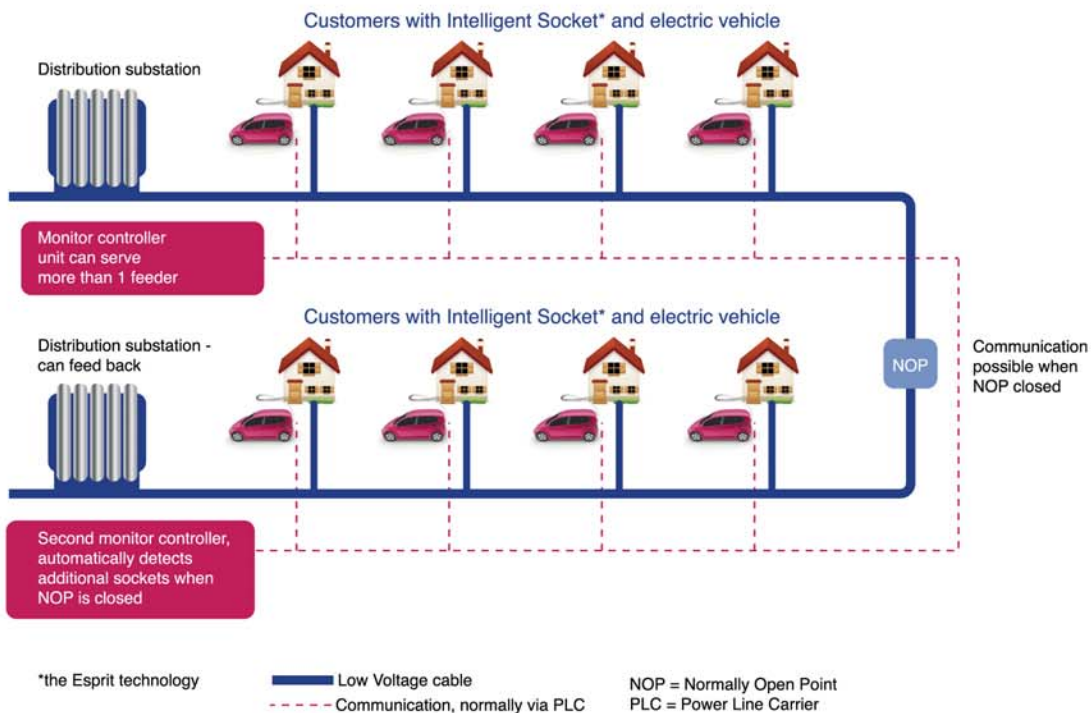 Customers with Intelligent Socket* and electric vehicle
Distribution substation
Monitor controller
unit can serve
more than 1 feeder
Customers with Intelligent Socket* and electric vehicle
Distribution substation -
can feed back
NOP
Communication
possible when
NOP closed
Second monitor controller,
automatically detects
additional sockets when
NOP is closed
*the Esprit technology
Low Voltage cable
Communication, normally via PLC
NOP = Normally Open Point
PLC = Power Line Carrier